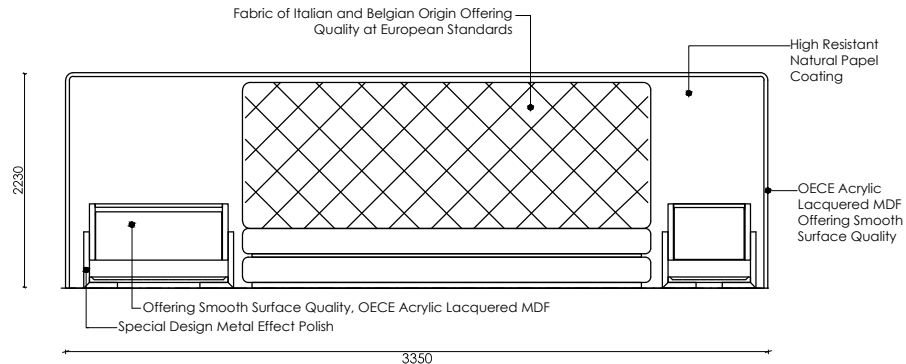 Fabric of Italian and Belgian Origin Offering
Quality at European Standards
High Resistant
Natural Papel
Coating
2230
OECE Acrylic
Lacquered MDF
Offering Smooth
Surface Quality
Offering Smooth Surface Quality, OECE Acrylic Lacquered MDF
Special Design Metal Effect Polish
3350